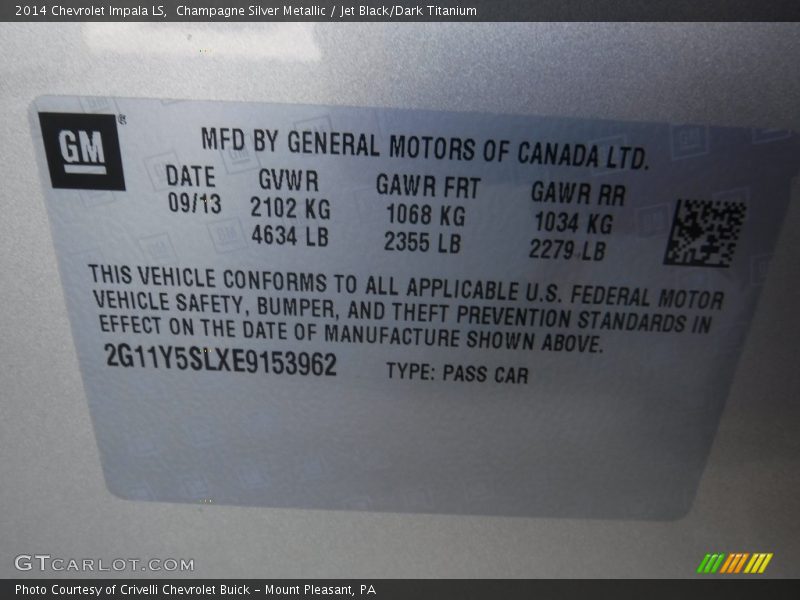 2014 Chevrolet Impala LS,  Champagne Silver Metallic / Jet Black/Dark Titanium
GM®
MFD BY GENERAL MOTORS OF CANADA LTD.
DATE GVWR GAWR FRT GAWR RR
09/13 2102 KG 1068 KG 1034 KG
4634 LB 2355 LB 2279 LB
THIS VEHICLE CONFORMS TO ALL APPLICABLE U.S. FEDERAL MOTOR
VEHICLE SAFETY, BUMPER, AND THEFT PREVENTION STANDARDS IN
EFFECT ON THE DATE OF MANUFACTURE SHOWN ABOVE.
2G11Y5SLXE9153962 TYPE: PASS CAR
GTCARLOT.COM
Photo Courtesy of Crivelli Chevrolet Buick - Mount Pleasant, PA